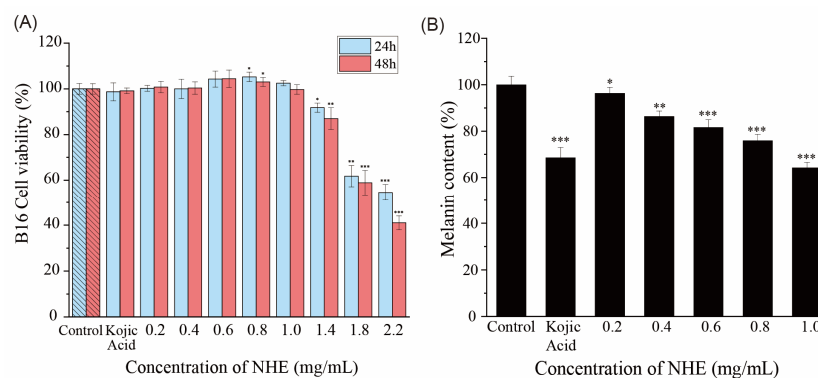 (A)
120
100
80
60
40
20
0
B16 Cell viability (%)
24h
48h
* * * ** ** *** *** ***
Control Kojic Acid 0.2 0.4 0.6 0.8 1.0 1.4 1.8 2.2
Concentration of NHE (mg/mL)
(B)
120
100
80
60
40
20
0
Melanin content (%)
*** * ** *** *** ***
Control Kojic Acid 0.2 0.4 0.6 0.8 1.0
Concentration of NHE (mg/mL)